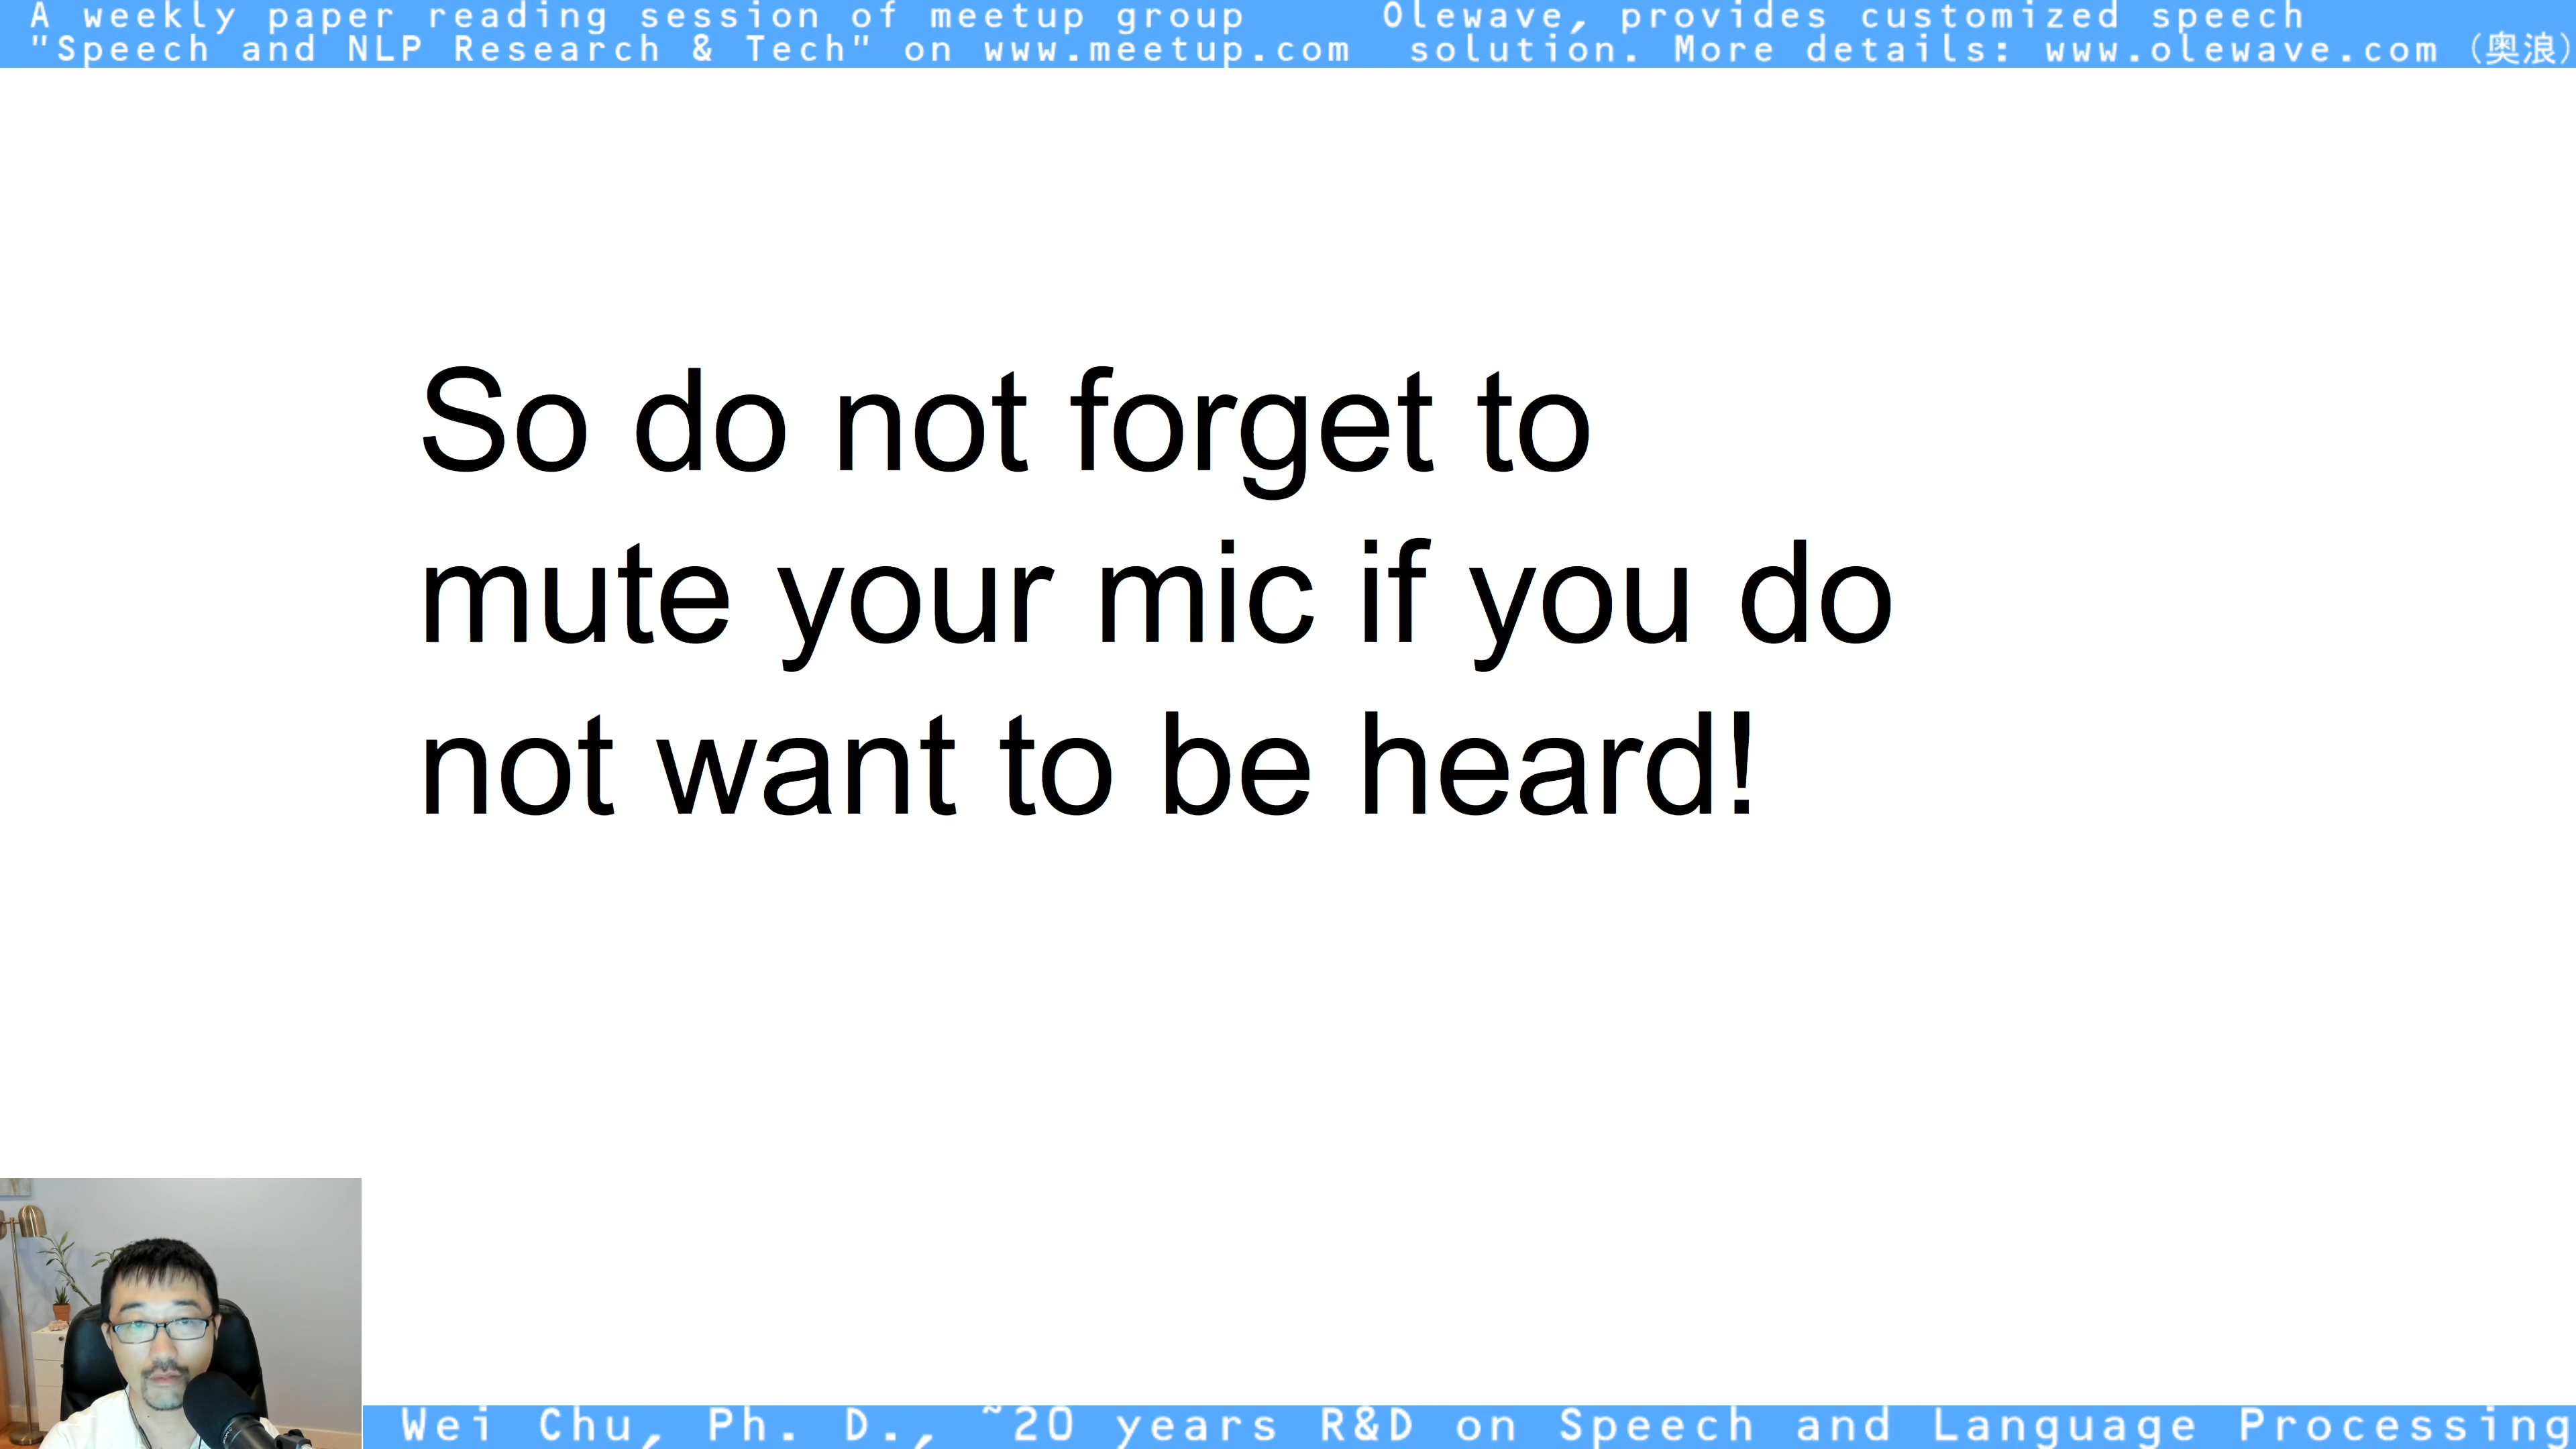 A weekly paper reading session of meetup group
"Speech and NLP Research & Tech" on www.meetup.com
Olewave, provides customized speech
solution. More details: www.olewave.com (奥浪)
So do not forget to
mute your mic if you do
not want to be heard!
Wei Chu, Ph. D., ~20 years R&D on Speech and Language Processing